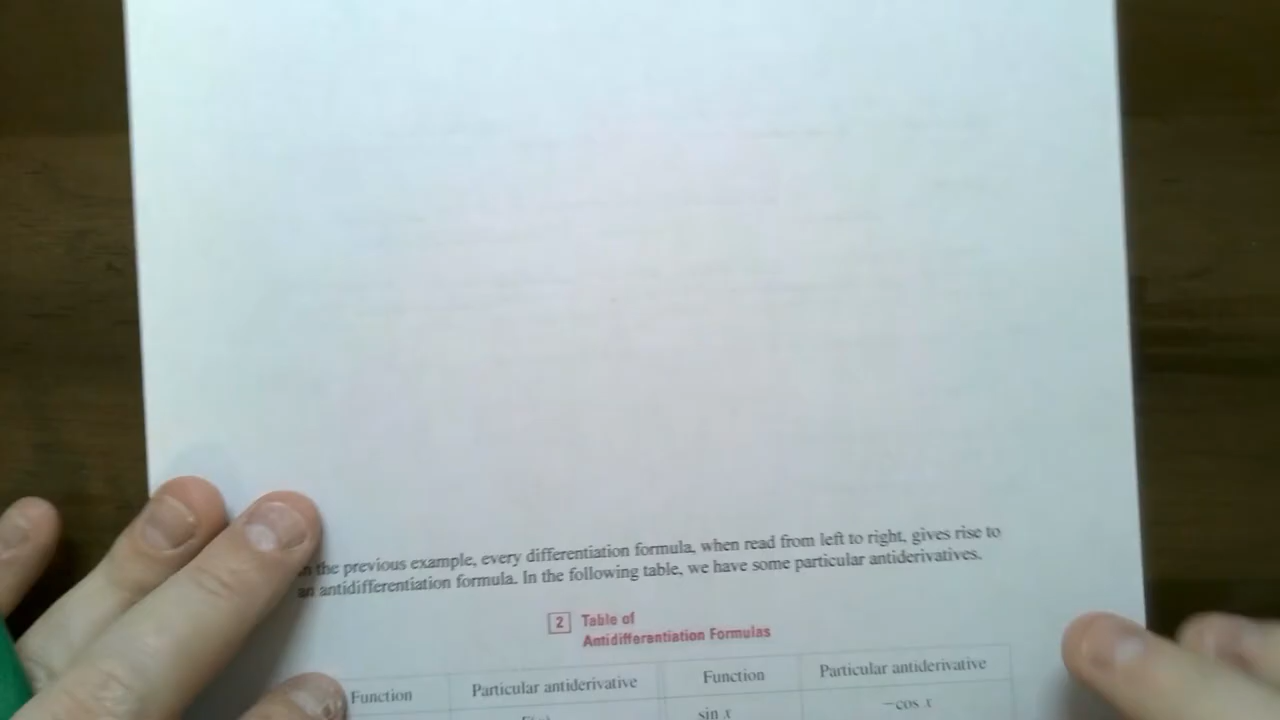 the previous example, every differentiation formula, when read from left to right, gives rise to
an antidifferentiation formula. In the following table, we have some particular antiderivatives.
2 Table of
Antidifferentiation Formulas
Function Particular antiderivative Function Particular antiderivative
sin x −cos x